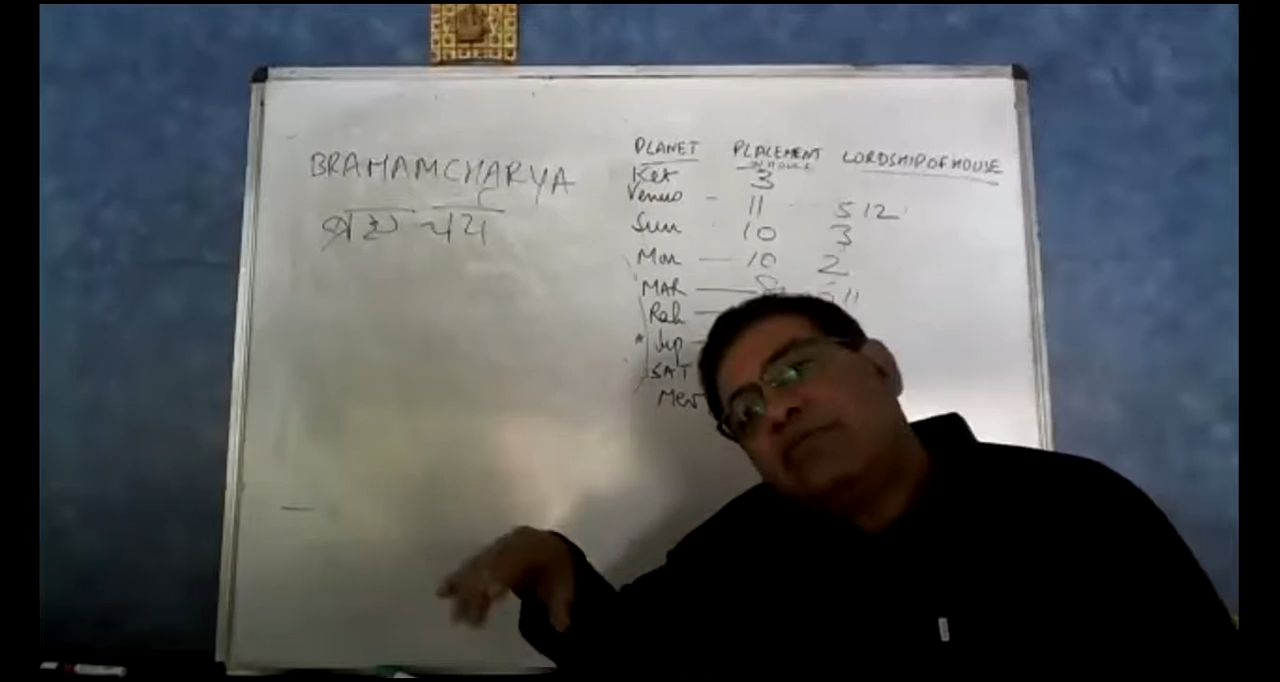 BRAHAMCHARYA
PLANET PLACEMENT LORDSHIP OF HOUSE
IN HOUSE
Ket 3
Venus - 11 5 12
Sun 10 3
Mon - 10 2
MAR - 11
Rah -
* Jup -
SAT
Mer